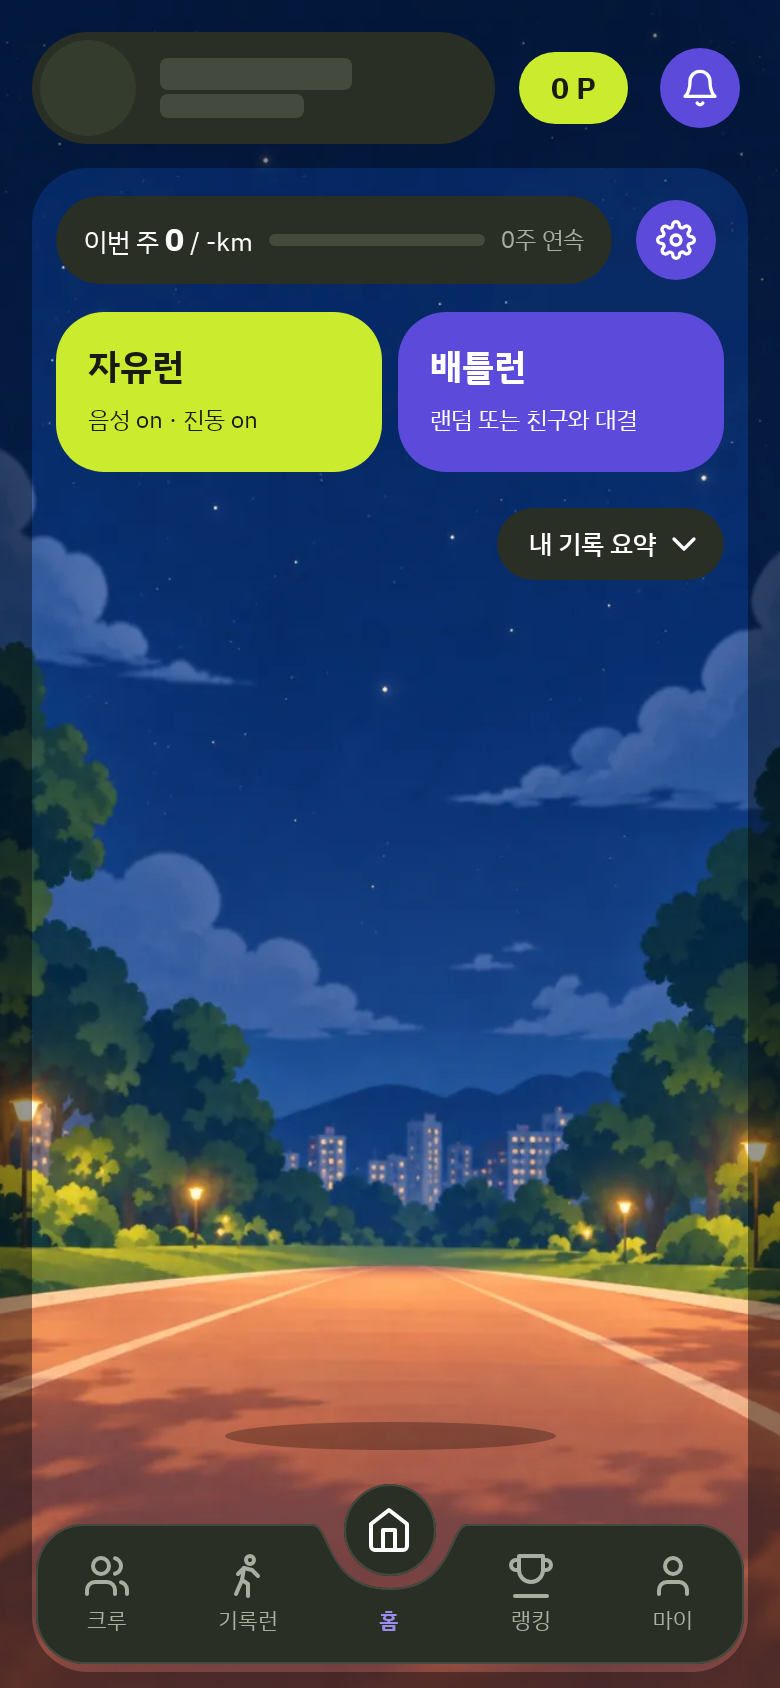 0 P
이번 주 0 / -km
0주 연속
자유런
음성 on · 진동 on
배틀런
랜덤 또는 친구와 대결
내 기록 요약
크루
기록런
홈
랭킹
마이